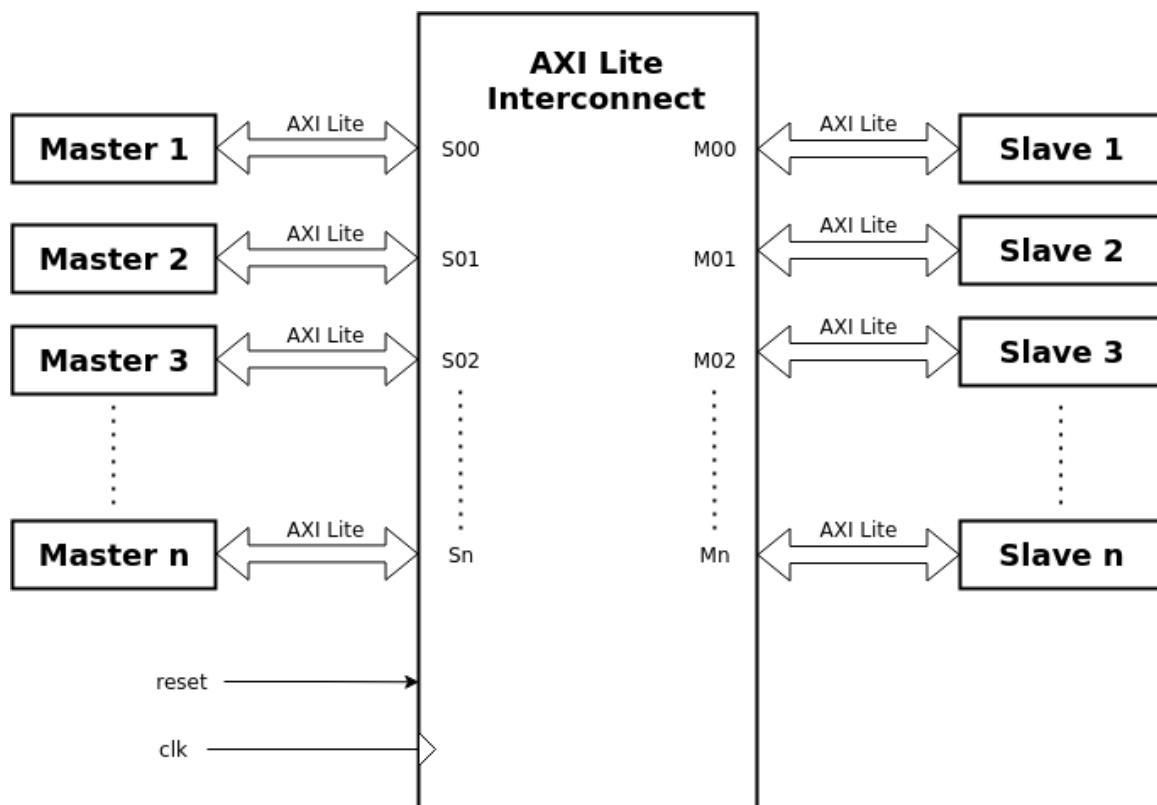 AXI Lite
Interconnect
Master 1
AXI Lite
S00
M00
AXI Lite
Slave 1
Master 2
AXI Lite
S01
M01
AXI Lite
Slave 2
Master 3
AXI Lite
S02
M02
AXI Lite
Slave 3
Master n
AXI Lite
Sn
Mn
AXI Lite
Slave n
reset
clk